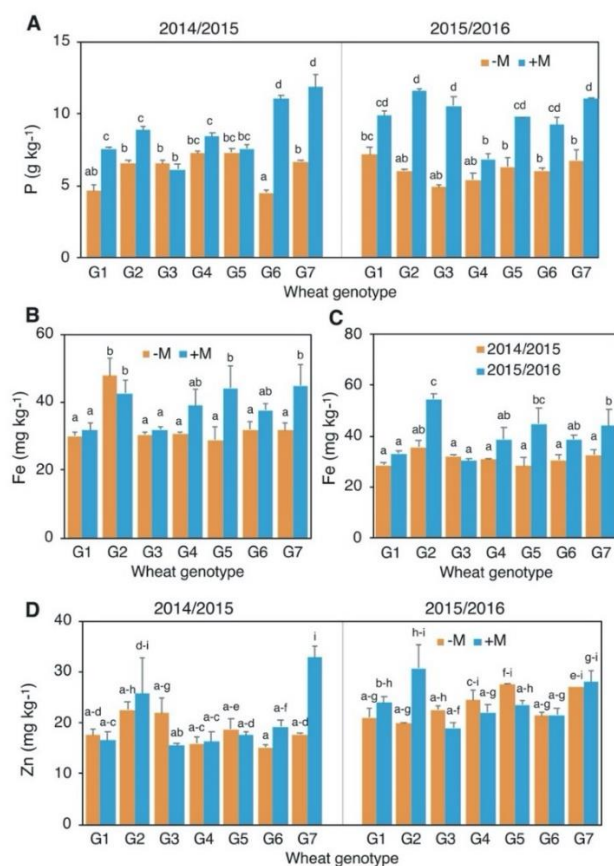 A
2014/2015
2015/2016
-M +M
P (g kg-1)
15
10
5
0
ab c b d b b bc c bc bc a d b d
bc cd ab d ab d ab b b cd b cd b d
G1 G2 G3 G4 G5 G6 G7 G1 G2 G3 G4 G5 G6 G7
Wheat genotype
B
-M +M
Fe (mg kg-1)
60
40
20
0
a a b b a a a ab a b a ab a b
G1 G2 G3 G4 G5 G6 G7
Wheat genotype
C
2014/2015
2015/2016
Fe (mg kg-1)
80
60
40
20
0
a a ab c a a a ab a bc a ab a b
G1 G2 G3 G4 G5 G6 G7
Wheat genotype
D
2014/2015
2015/2016
-M +M
Zn (mg kg-1)
40
30
20
10
0
a-d a-c a-h d-i a-g ab a-c a-c a-e a-d a a-f a-d i
a-g b-h a-g h-i a-h a-f c-i a-g f-i a-h a-g a-g e-i g-i
G1 G2 G3 G4 G5 G6 G7 G1 G2 G3 G4 G5 G6 G7
Wheat genotype